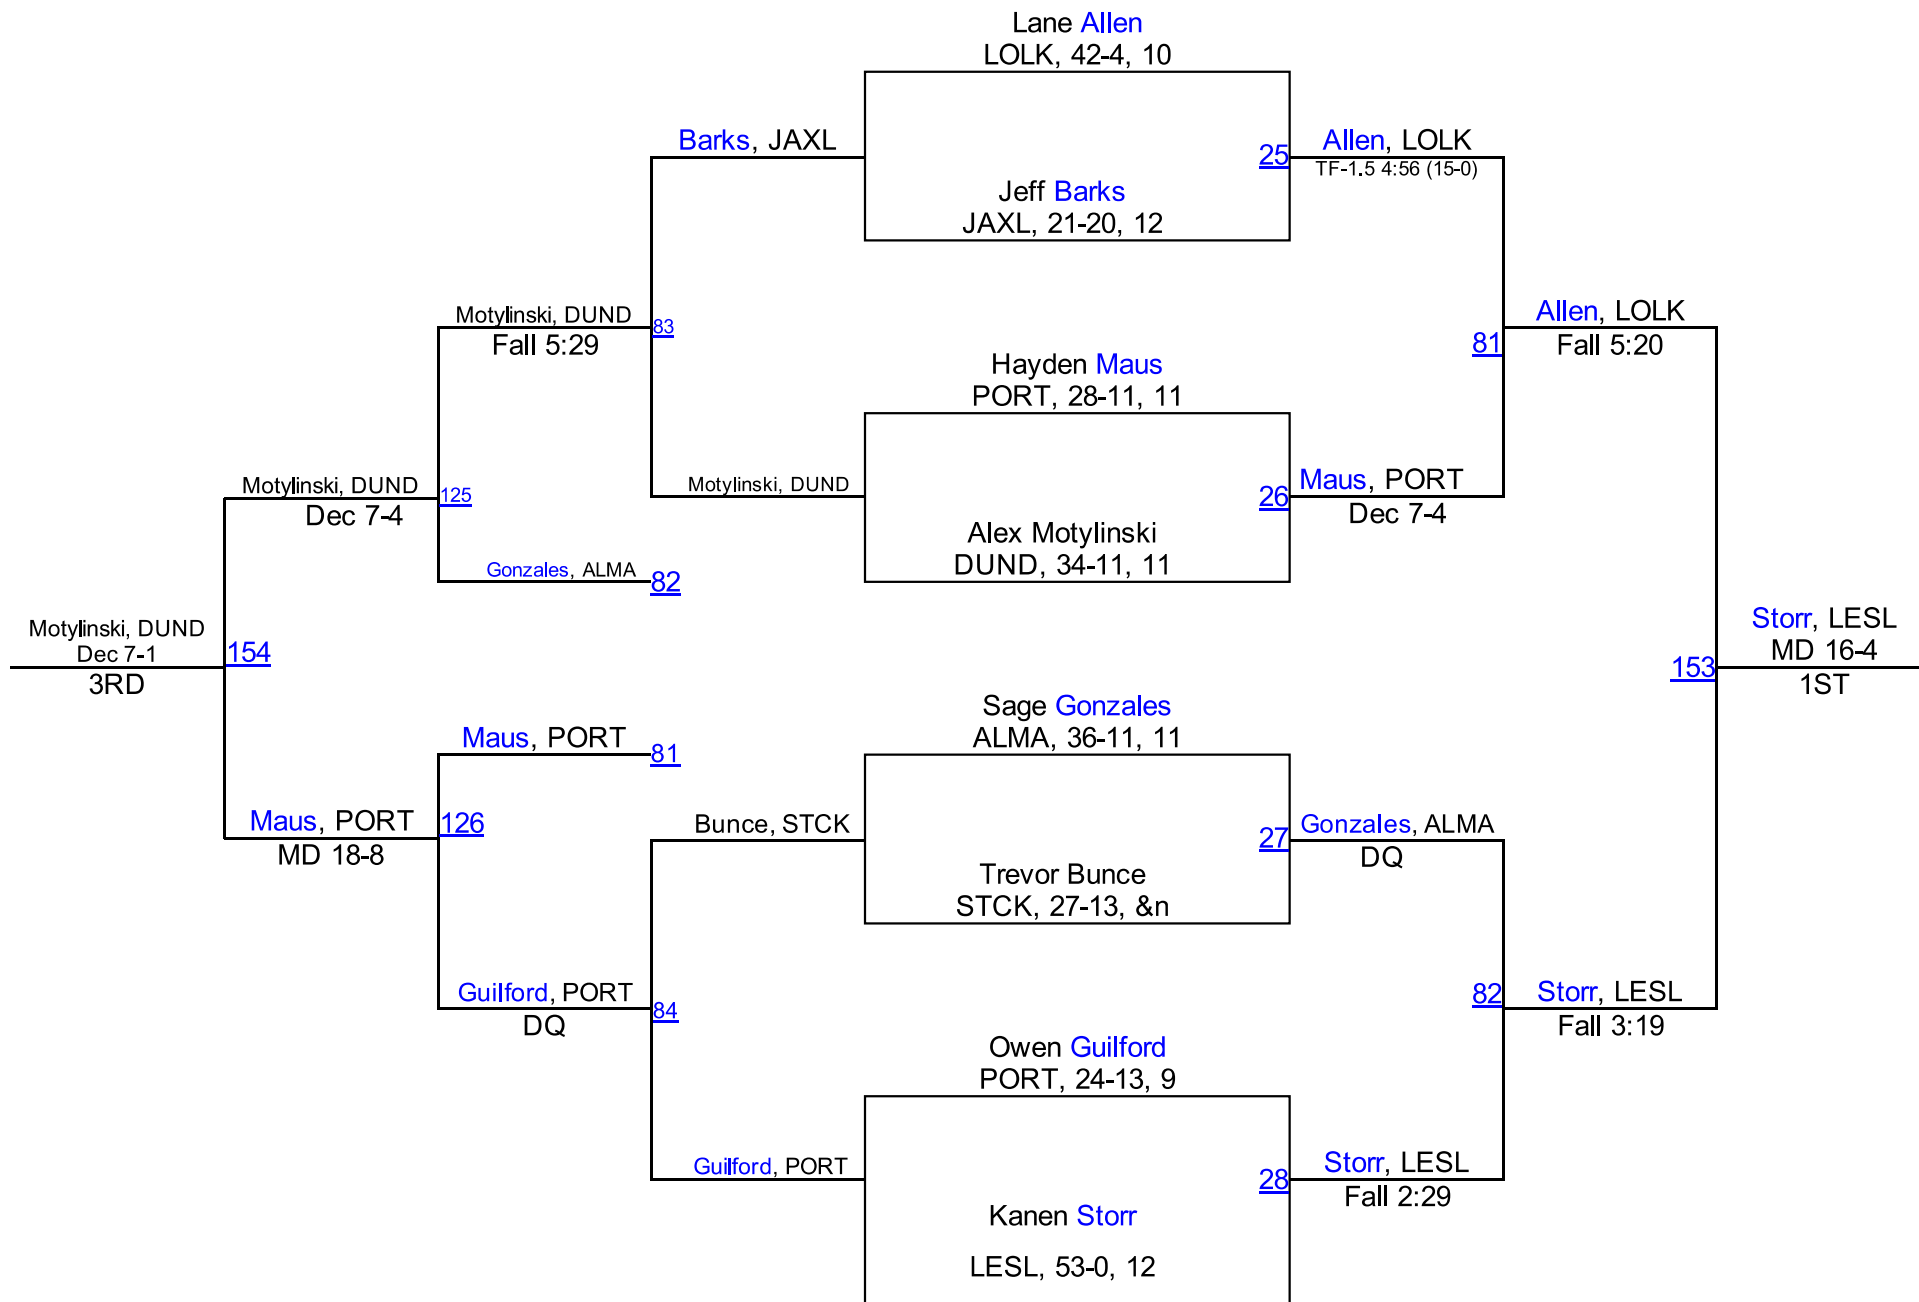 Lane Allen
LOLK, 42-4, 10
Barks, JAXL
25
Allen, LOLK
TF-1.5 4:56 (15-0)
Jeff Barks
JAXL, 21-20, 12
Motylinski, DUND
Fall 5:29
83
Allen, LOLK
Fall 5:20
81
Hayden Maus
PORT, 28-11, 11
Motylinski, DUND
Dec 7-4
125
Motylinski, DUND
26
Maus, PORT
Dec 7-4
Alex Motylinski
DUND, 34-11, 11
Gonzales, ALMA
82
Motylinski, DUND
Dec 7-1
3RD
154
153
Storr, LESL
MD 16-4
1ST
Sage Gonzales
ALMA, 36-11, 11
Maus, PORT
81
Maus, PORT
MD 18-8
126
Bunce, STCK
27
Gonzales, ALMA
DQ
Trevor Bunce
STCK, 27-13, &n
Guilford, PORT
DQ
84
82
Storr, LESL
Fall 3:19
Owen Guilford
PORT, 24-13, 9
Guilford, PORT
28
Storr, LESL
Fall 2:29
Kanen Storr
LESL, 53-0, 12